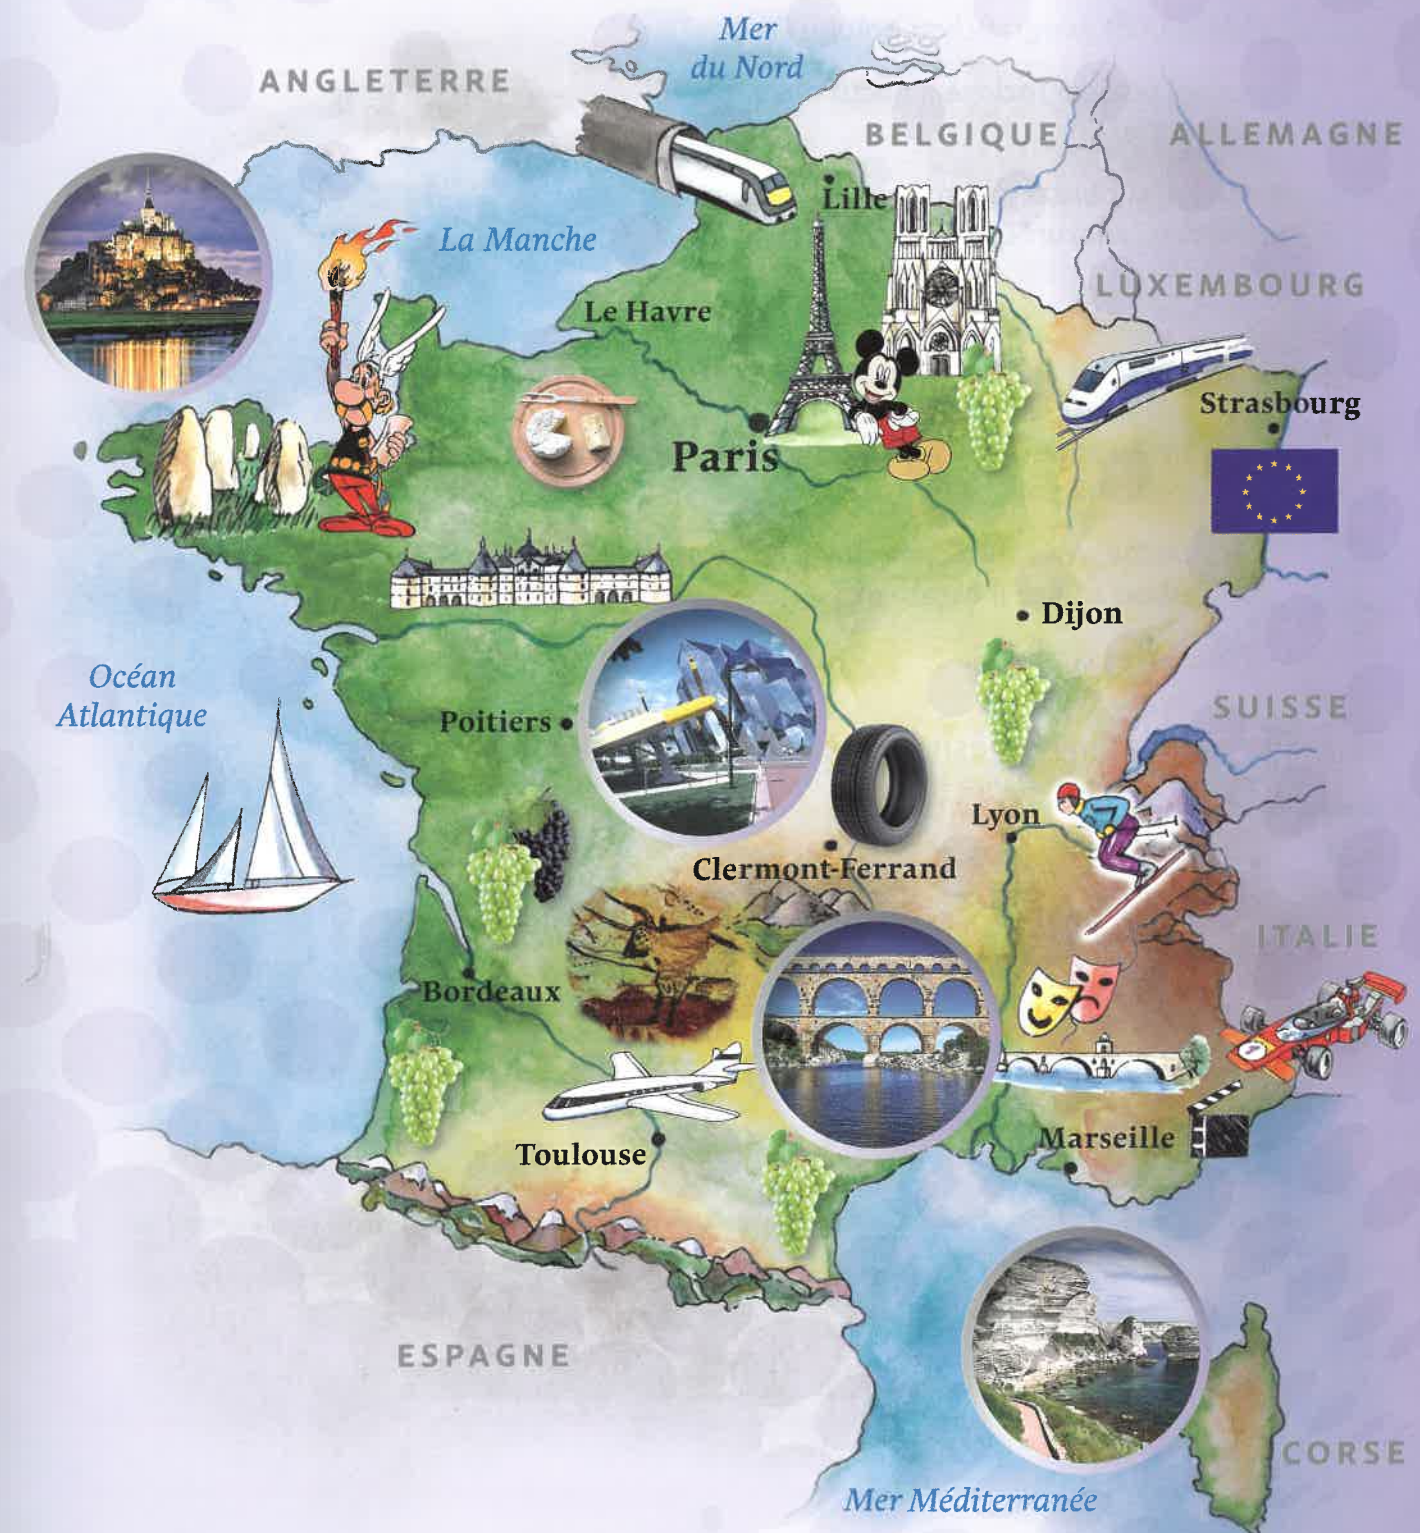 Mer
du Nord
ANGLETERRE
BELGIQUE
ALLEMAGNE
Lille
La Manche
LUXEMBOURG
Le Havre
Strasbourg
Paris
Dijon
Océan
Atlantique
SUISSE
Poitiers
Lyon
Clermont-Ferrand
ITALIE
Bordeaux
Marseille
Toulouse
ESPAGNE
CORSE
Mer Méditerranée